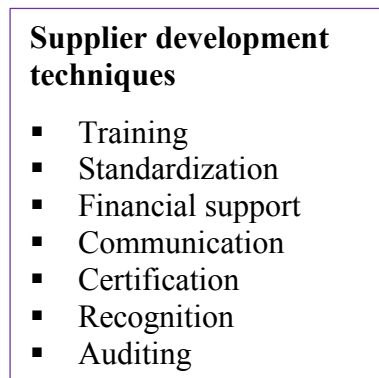 Supplier development
techniques
▪ Training
▪ Standardization
▪ Financial support
▪ Communication
▪ Certification
▪ Recognition
▪ Auditing